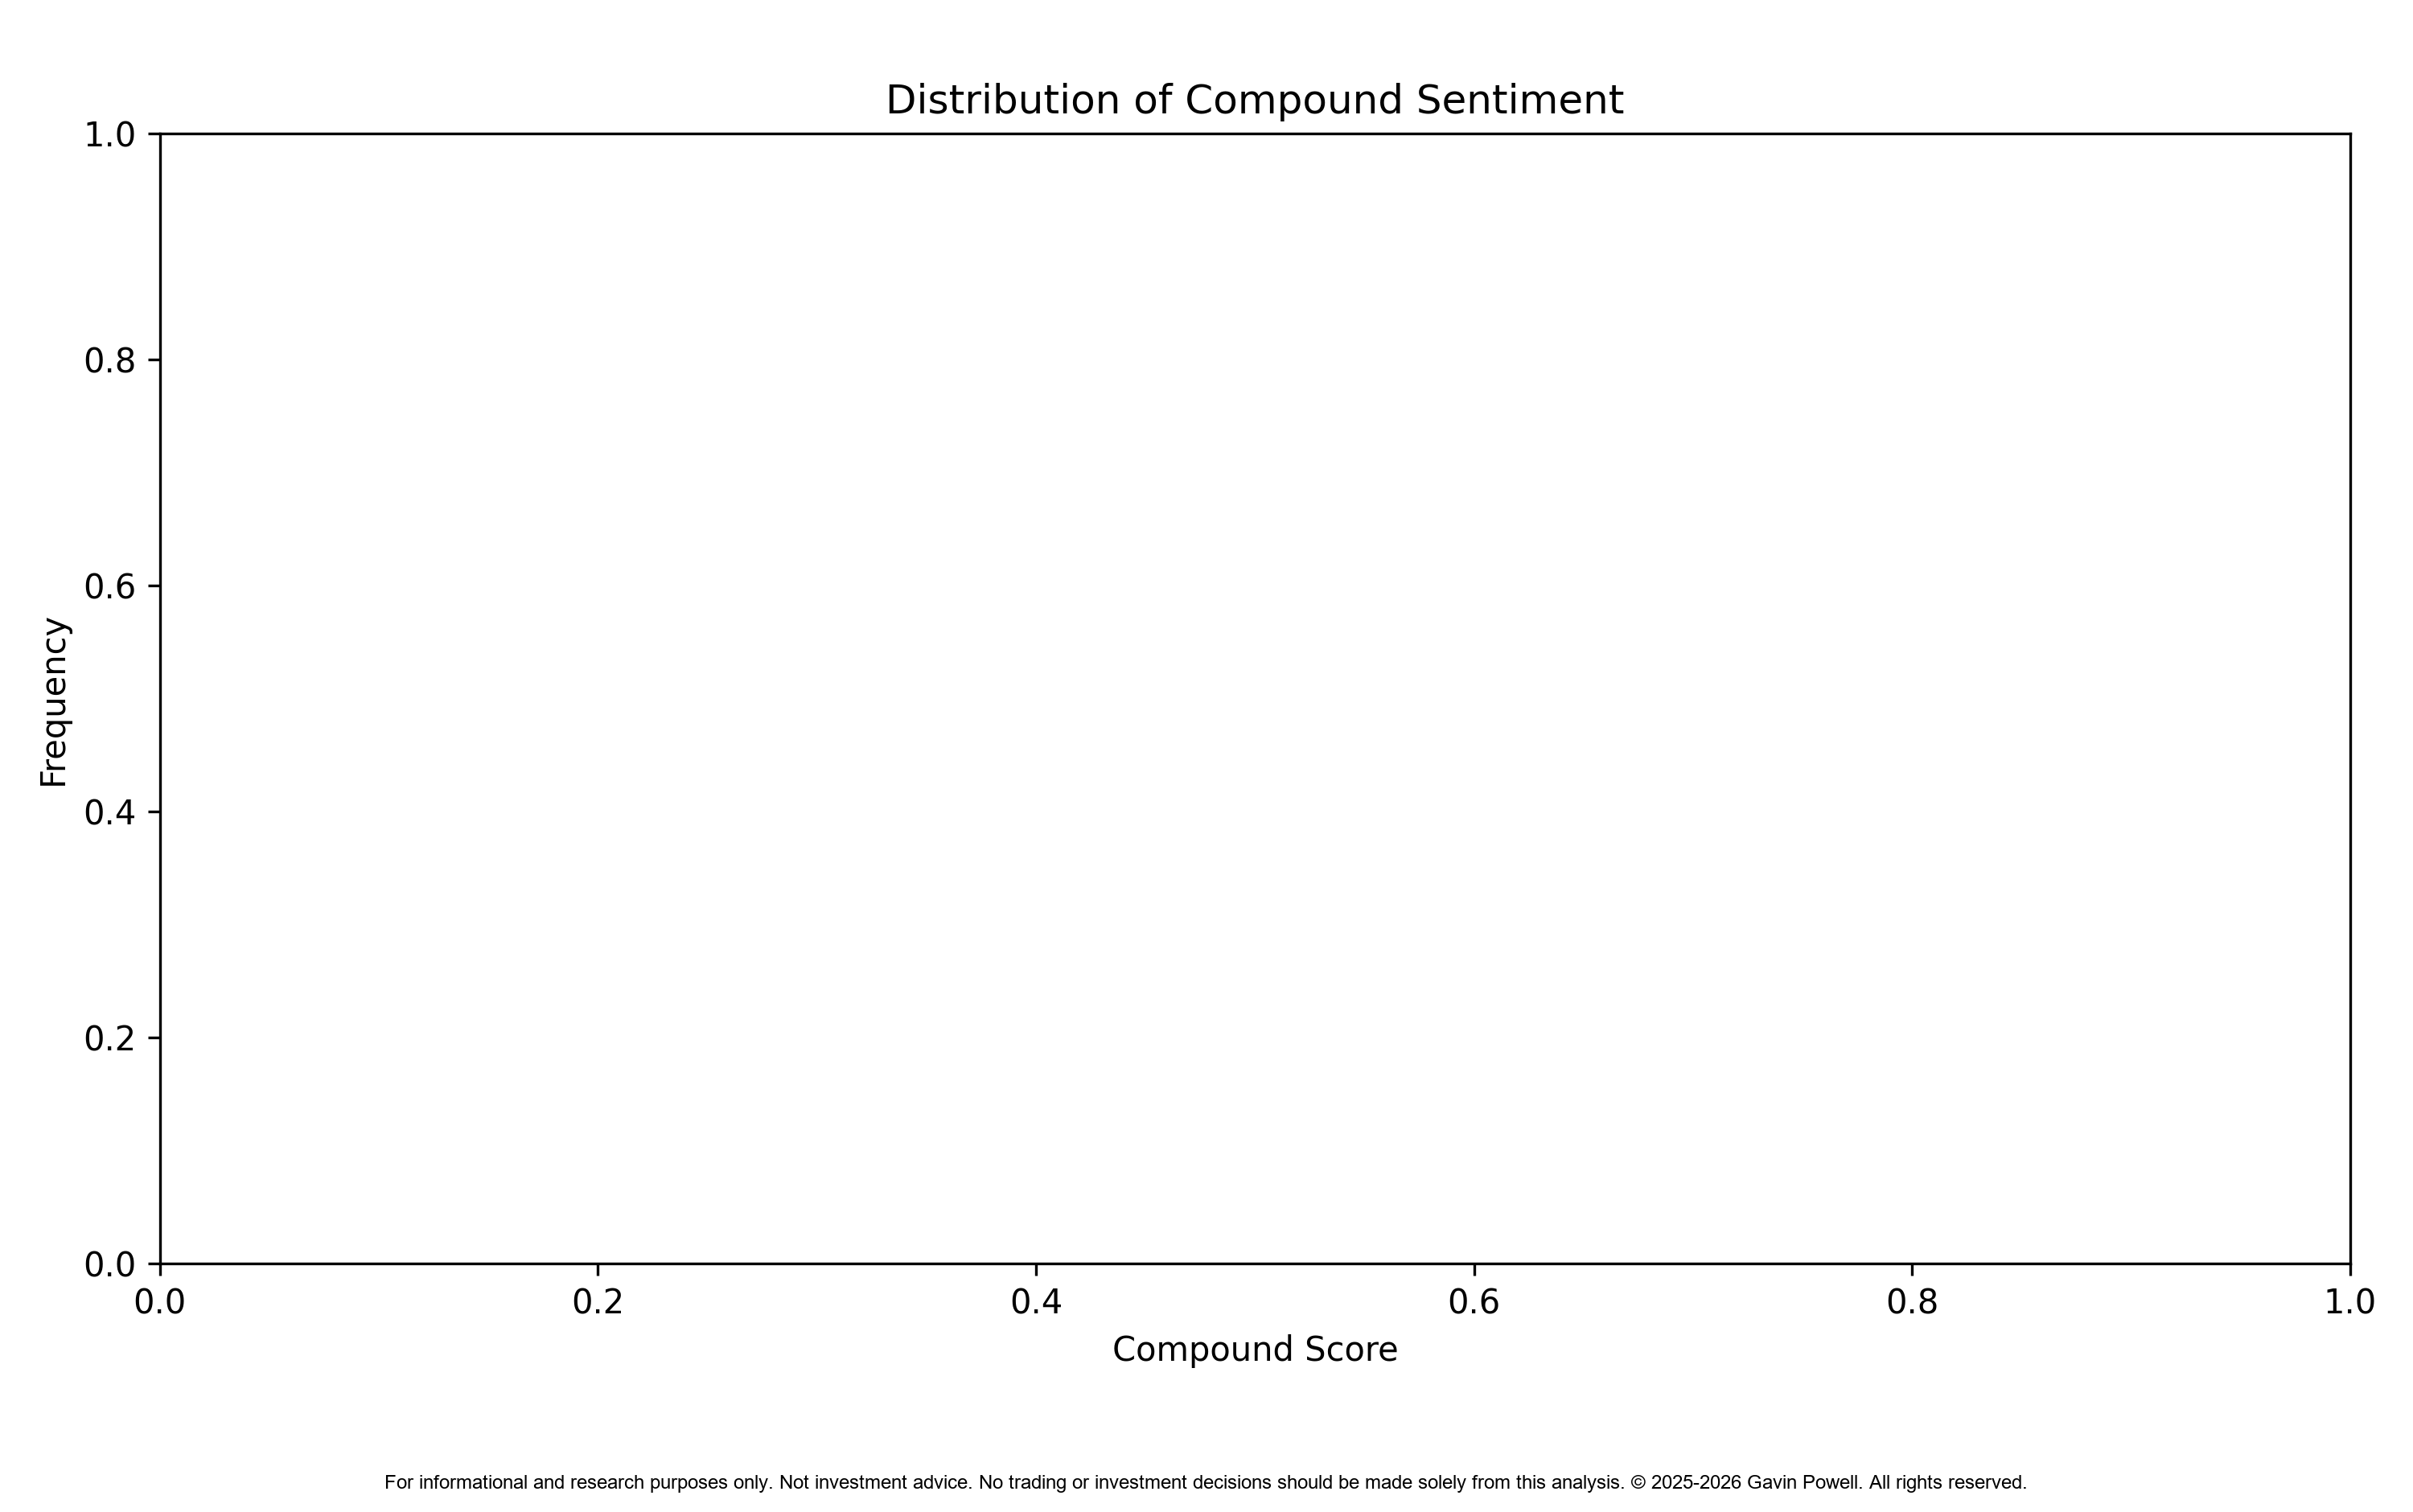 Distribution of Compound Sentiment
1.0
0.8
0.6
0.4
0.2
0.0
Frequency
0.0 0.2 0.4 0.6 0.8 1.0
Compound Score
For informational and research purposes only. Not investment advice. No trading or investment decisions should be made solely from this analysis. © 2025-2026 Gavin Powell. All rights reserved.